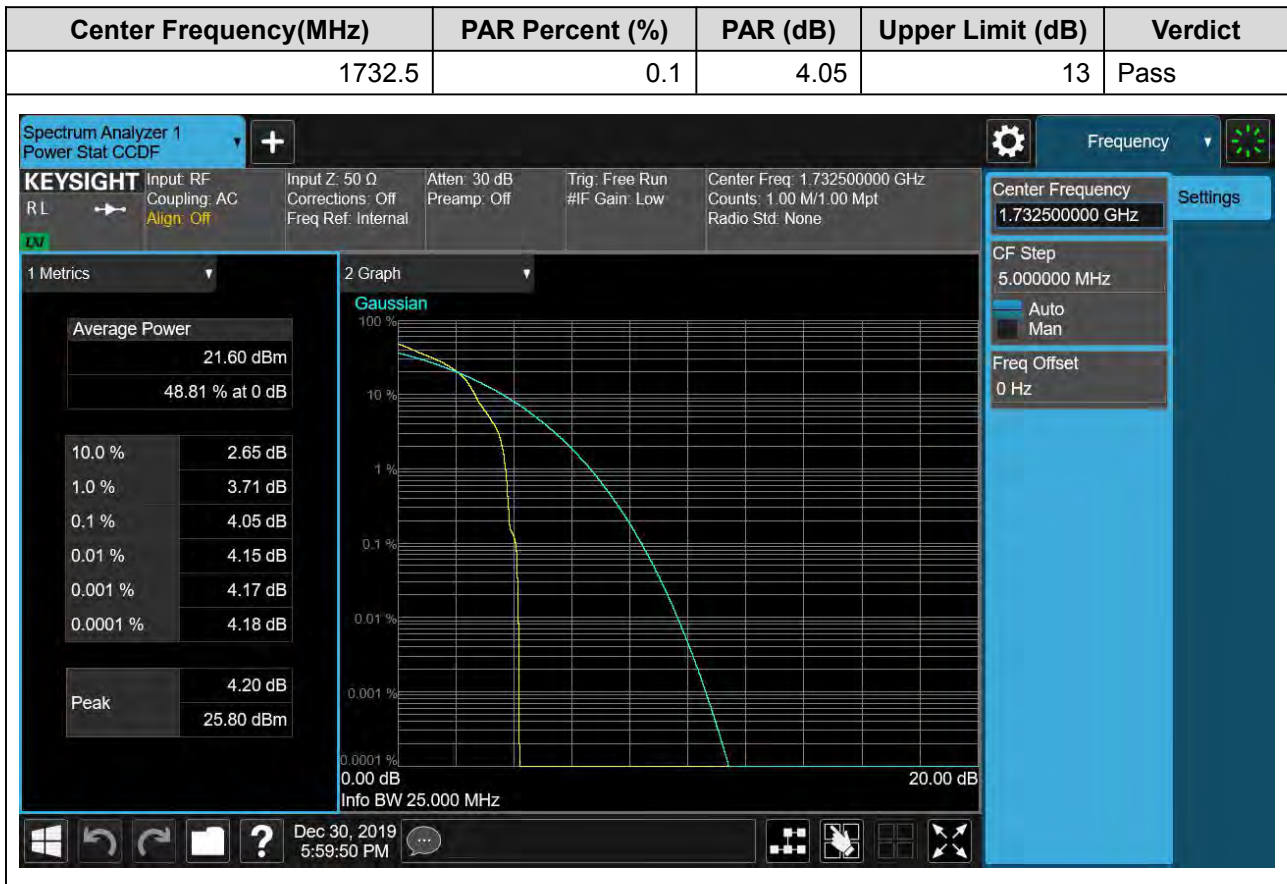 Center Frequency(MHz) PAR Percent (%) PAR (dB) Upper Limit (dB) Verdict
1732.5 0.1 4.05 13 Pass
Spectrum Analyzer 1
Power Stat CCDF
+
Frequency
KEYSIGHT
R L
Input: RF
Coupling: AC
Align: Off
Input Z: 50 Ω
Corrections: Off
Freq Ref: Internal
Atten: 30 dB
Preamp: Off
Trig: Free Run
#IF Gain: Low
Center Freq: 1.732500000 GHz
Counts: 1.00 M/1.00 Mpt
Radio Std: None
Center Frequency
1.732500000 GHz
Settings
CF Step
5.000000 MHz
Auto
Man
Freq Offset
0 Hz
1 Metrics
Average Power
21.60 dBm
48.81 % at 0 dB
10.0 % 2.65 dB
1.0 % 3.71 dB
0.1 % 4.05 dB
0.01 % 4.15 dB
0.001 % 4.17 dB
0.0001 % 4.18 dB
Peak
4.20 dB
25.80 dBm
2 Graph
Gaussian
100 %
10 %
1 %
0.1 %
0.01 %
0.001 %
0.0001 %
0.00 dB 20.00 dB
Info BW 25.000 MHz
?
Dec 30, 2019
5:59:50 PM